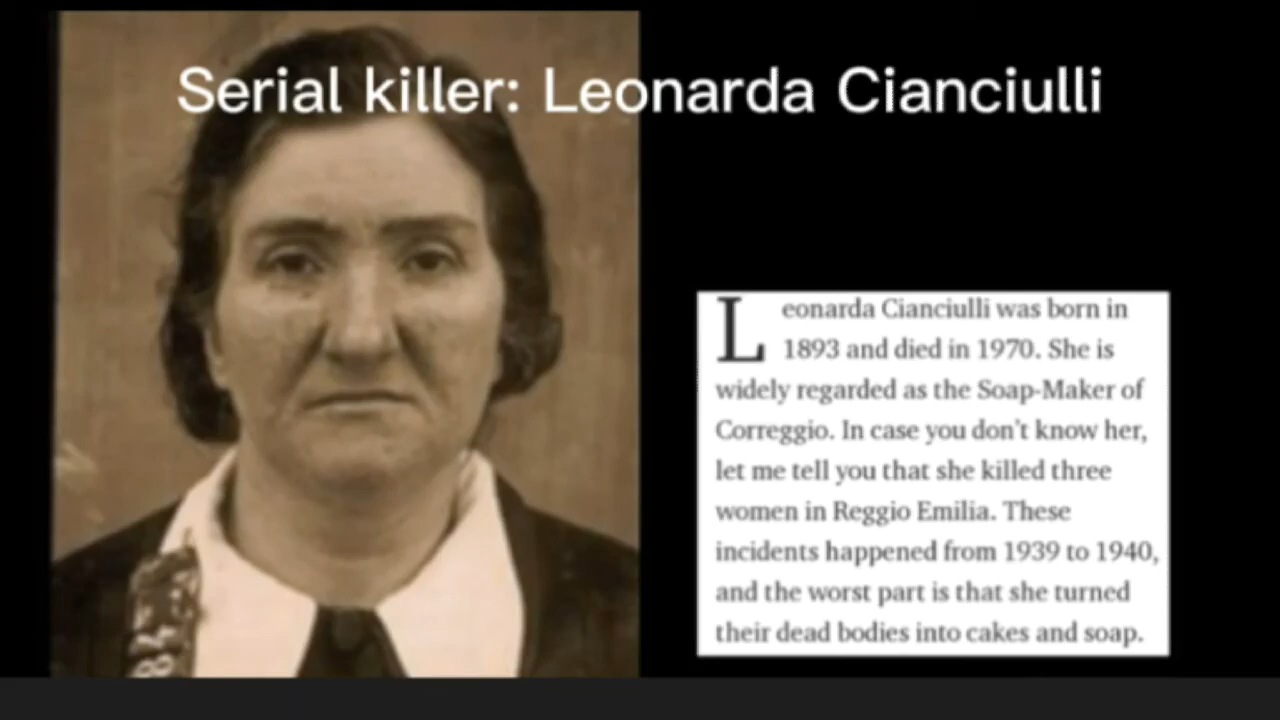 Serial killer: Leonarda Cianciulli
Leonarda Cianciulli was born in
1893 and died in 1970. She is
widely regarded as the Soap-Maker of
Correggio. In case you don't know her,
let me tell you that she killed three
women in Reggio Emilia. These
incidents happened from 1939 to 1940,
and the worst part is that she turned
their dead bodies into cakes and soap.